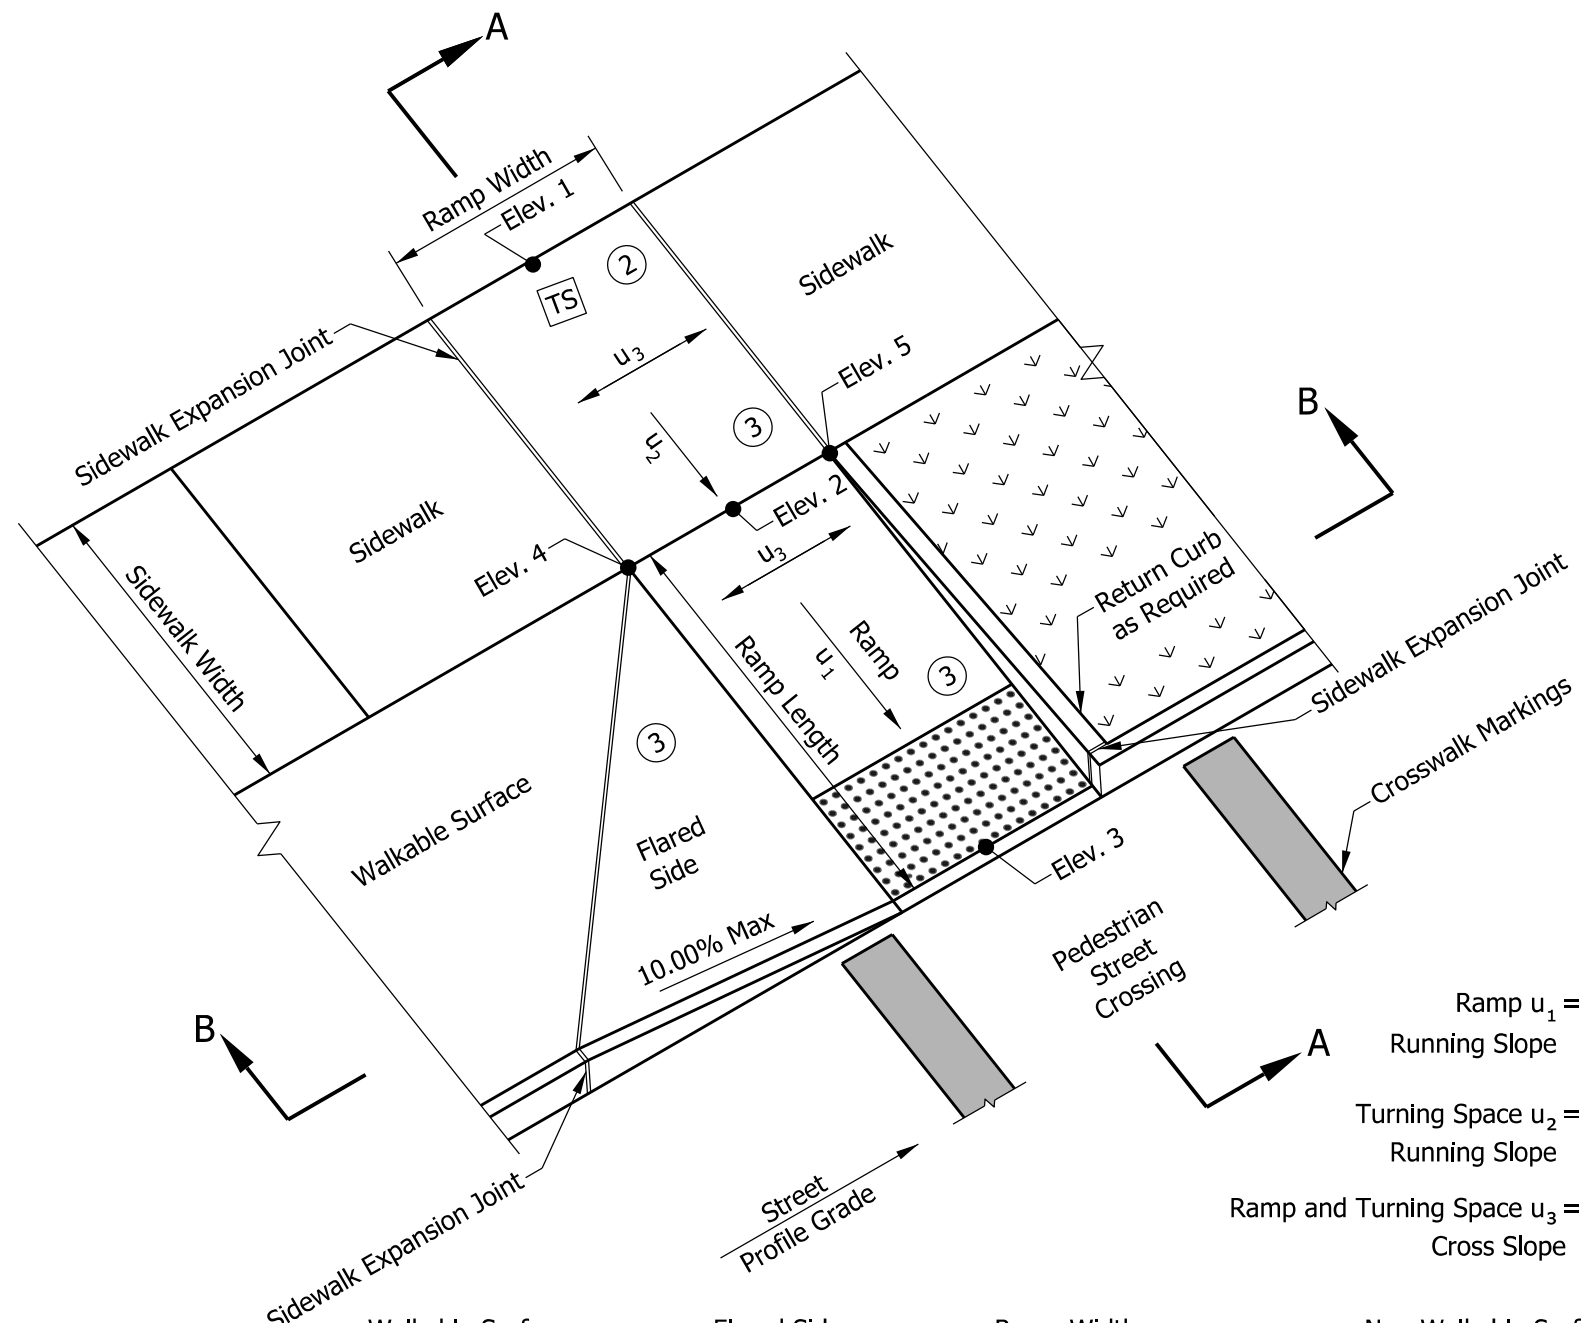 A
Ramp Width
Elev. 1
2
TS
Sidewalk
Sidewalk Expansion Joint
u3
Elev. 5
B
3
u2
Elev. 2
Sidewalk
Elev. 4
u3
Sidewalk Width
Return Curb
as Required
Ramp
u1
Ramp Length
3
Sidewalk Expansion Joint
3
Crosswalk Markings
Walkable Surface
Flared
Side
Elev. 3
10.00% Max
Pedestrian
Street
Crossing
B
A
Ramp u1 =
Running Slope
Turning Space u2 =
Running Slope
Street
Profile Grade
Ramp and Turning Space u3 =
Cross Slope
Sidewalk Expansion Joint